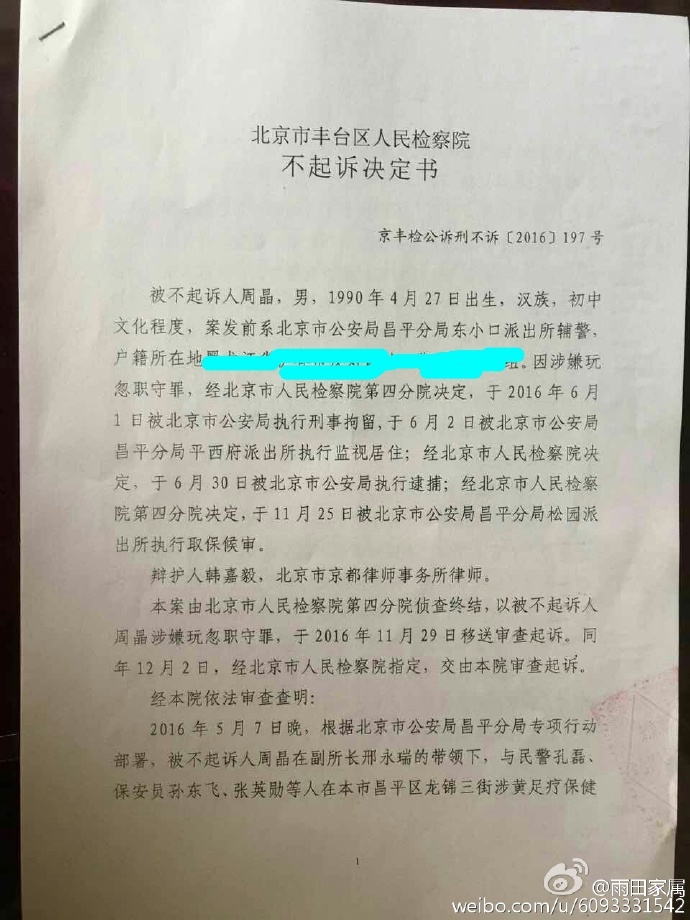 北京市丰台区人民检察院
不起诉决定书
京丰检公诉刑不诉〔2016〕197号
被不起诉人周晶，男，1990年4月27日出生，汉族，初中
文化程度，案发前系北京市公安局昌平分局东小口派出所辅警，
户籍所在地 组。因涉嫌玩
忽职守罪，经北京市人民检察院第四分院决定，于2016年6月
1日被北京市公安局执行刑事拘留,于6月2日被北京市公安局
昌平分局平西府派出所执行监视居住；经北京市人民检察院决
定，于6月30日被北京市公安局执行逮捕；经北京市人民检察
院第四分院决定,于11月25日被北京市公安局昌平分局松园派
出所执行取保候审。
辩护人韩嘉毅，北京市京都律师事务所律师。
本案由北京市人民检察院第四分院侦查终结，以被不起诉人
周晶涉嫌玩忽职守罪，于2016年11月29日移送审查起诉。同
年12月2日，经北京市人民检察院指定，交由本院审查起诉。
经本院依法审查查明：
2016年5月7日晚，根据北京市公安局昌平分局专项行动
部署，被不起诉人周晶在副所长邢永瑞的带领下，与民警孔磊、
保安员孙东飞、张英勋等人在本市昌平区龙锦三街涉黄足疗保健
1
@雨田家属
weibo.com/u/6093331542